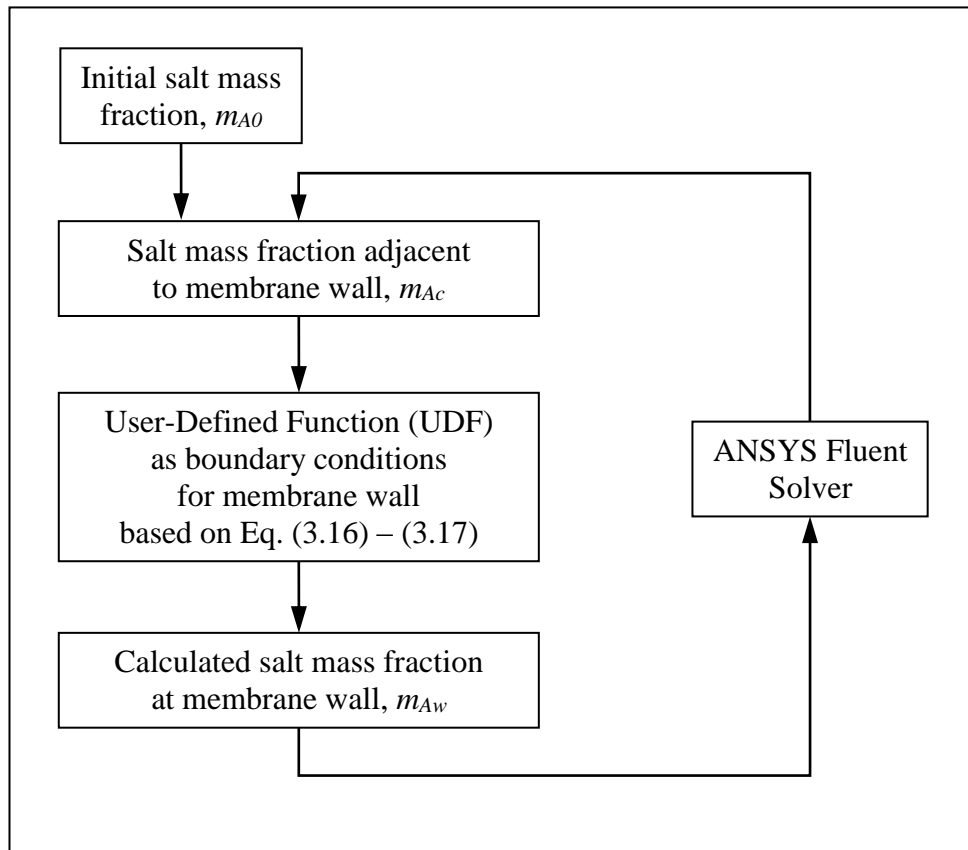 Initial salt mass
fraction, mA0
Salt mass fraction adjacent
to membrane wall, mAc
User-Defined Function (UDF)
as boundary conditions
for membrane wall
based on Eq. (3.16) – (3.17)
ANSYS Fluent
Solver
Calculated salt mass fraction
at membrane wall, mAw